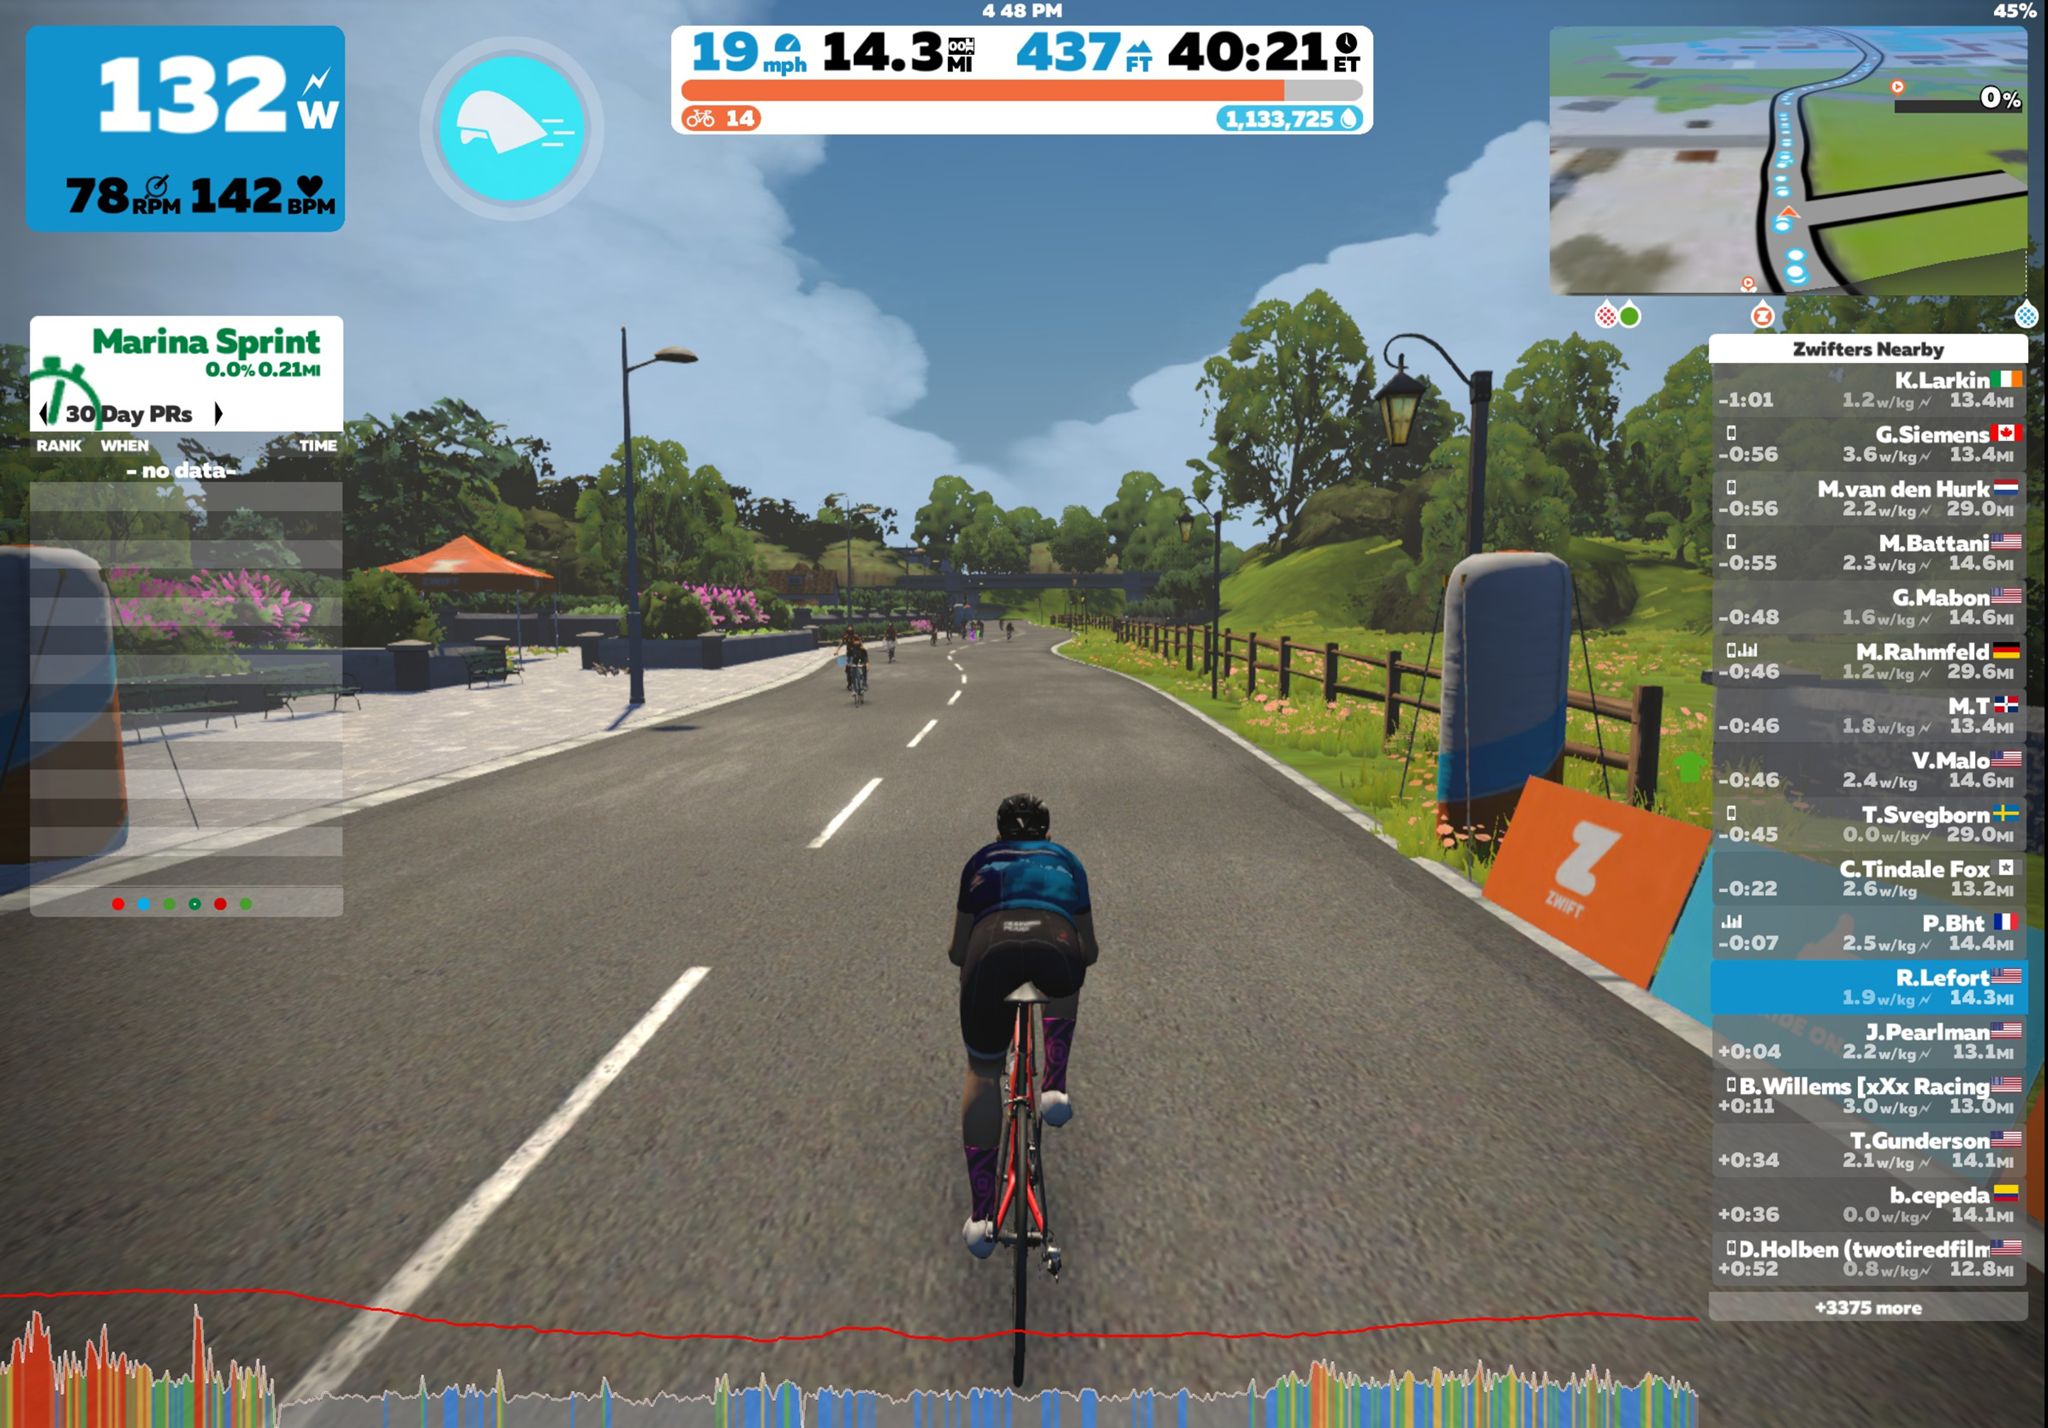 4 48 PM
45%
132 W
78 RPM 142 BPM
19 mph 14.3 MI 437 FT 40:21 ET
14
1,133,725
0%
Marina Sprint
0.0% 0.21MI
30 Day PRs
RANK WHEN TIME
- no data-
Zwifters Nearby
K.Larkin
-1:01 1.2w/kg 13.4MI
G.Siemens
-0:56 3.6w/kg 13.4MI
M.van den Hurk
-0:56 2.2w/kg 29.0MI
M.Battani
-0:55 2.3w/kg 14.6MI
G.Mabon
-0:48 1.6w/kg 14.6MI
M.Rahmfeld
-0:46 1.2w/kg 29.6MI
M.T
-0:46 1.8w/kg 13.4MI
V.Malo
-0:46 2.4w/kg 14.6MI
T.Svegborn
-0:45 0.0w/kg 29.0MI
C.Tindale Fox
-0:22 2.6w/kg 13.2MI
P.Bht
-0:07 2.5w/kg 14.4MI
R.Lefort
1.9w/kg 14.3MI
J.Pearlman
+0:04 2.2w/kg 13.1MI
B.Willems [xXx Racing
+0:11 3.0w/kg 13.0MI
T.Gunderson
+0:34 2.1w/kg 14.1MI
b.cepeda
+0:36 0.0w/kg 14.1MI
D.Holben (twotiredfilm
+0:52 0.8w/kg 12.8MI
+3375 more
ZWIFT
ZWIFT
RIDE ON